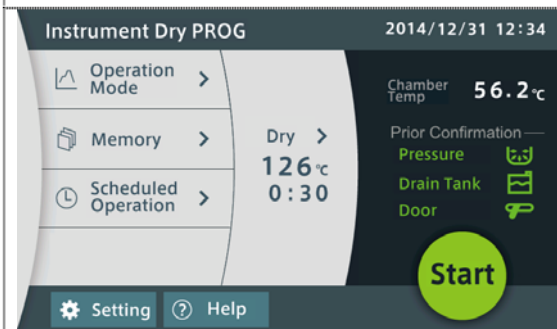 Instrument Dry PROG
2014/12/31 12:34
Operation
Mode
Memory
Scheduled
Operation
Dry
126℃
0:30
Chamber
Temp
56.2℃
Prior Confirmation
Pressure
Drain Tank
Door
Start
Setting
? Help